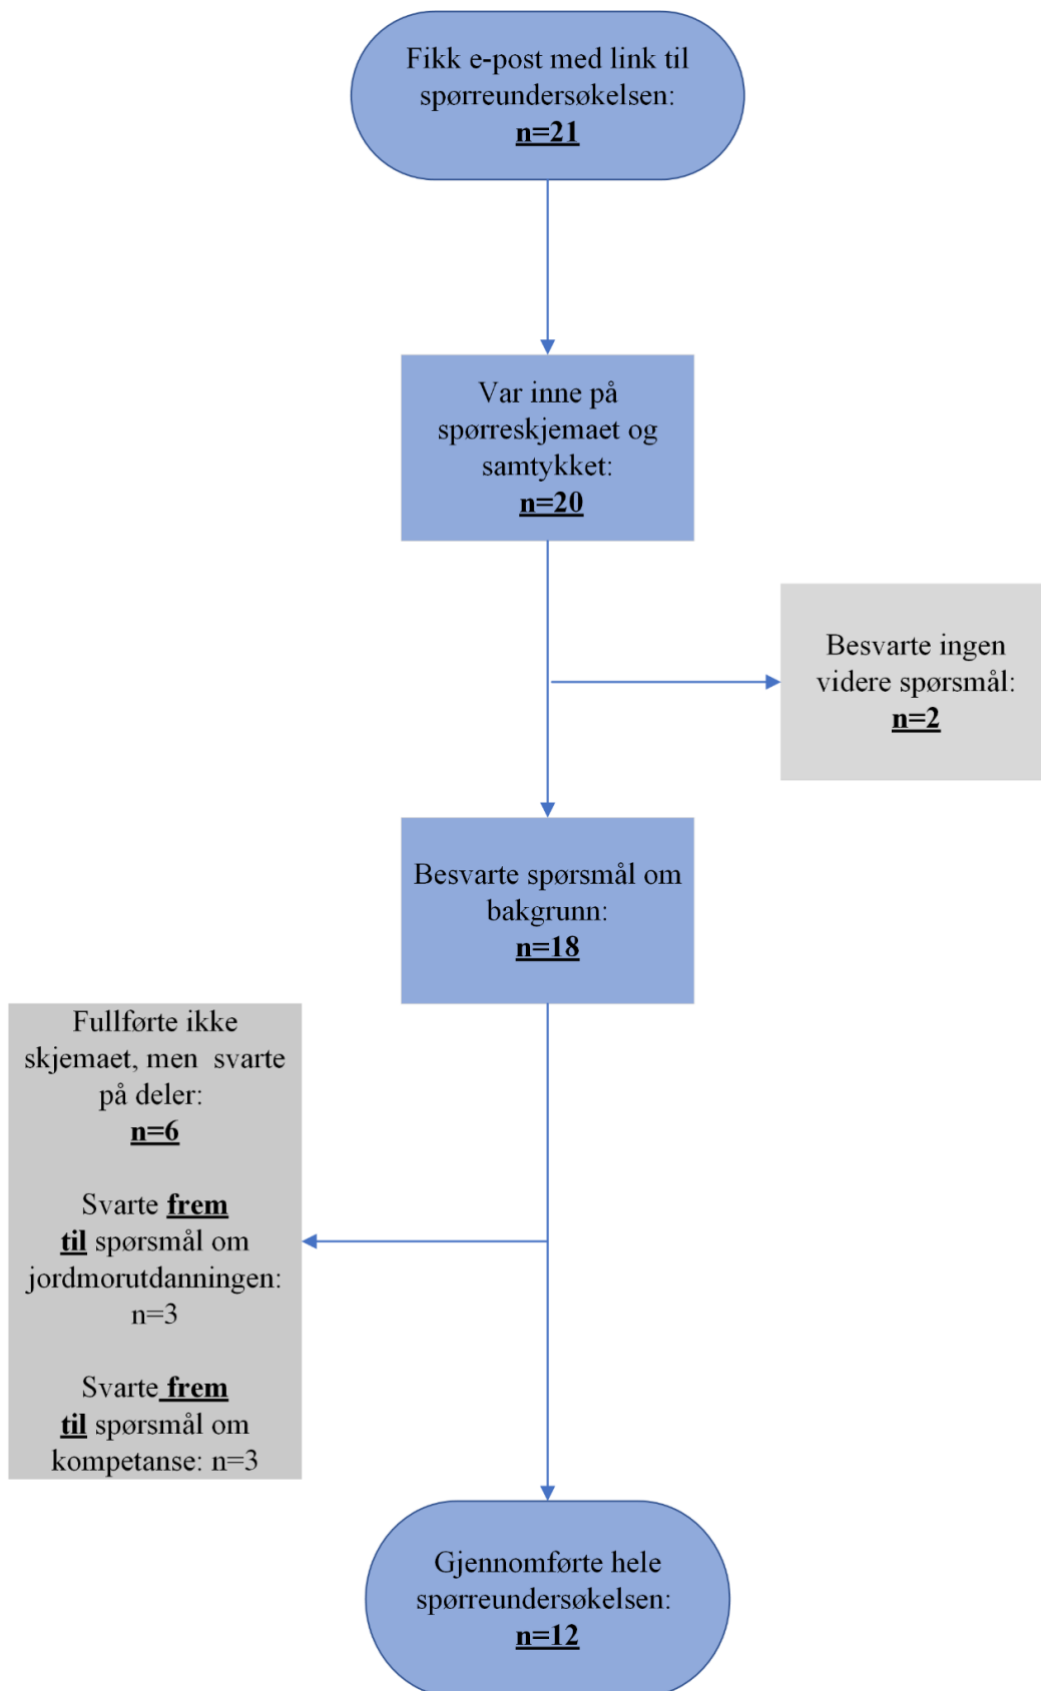 Fikk e-post med link til
spørreundersøkelsen:
n=21
Var inne på
spørreskjemaet og
samtykket:
n=20
Besvarte ingen
videre spørsmål:
n=2
Besvarte spørsmål om
bakgrunn:
n=18
Fullførte ikke
skjemaet, men svarte
på deler:
n=6
Svarte frem
til spørsmål om
jordmorutdanningen:
n=3
Svarte frem
til spørsmål om
kompetanse: n=3
Gjennomførte hele
spørreundersøkelsen:
n=12